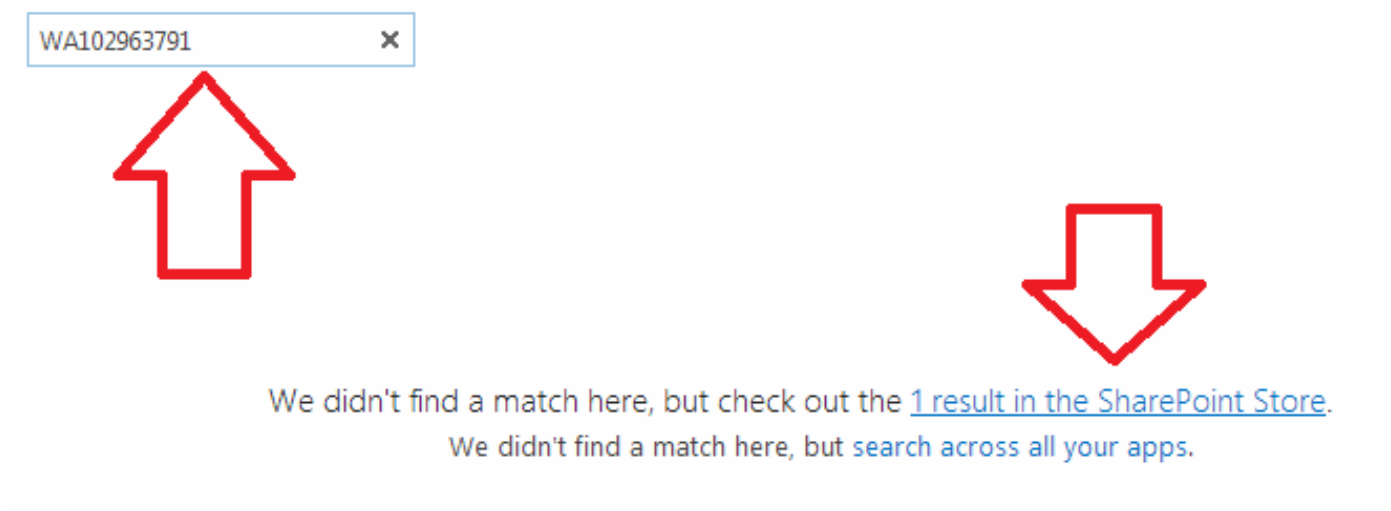 WA102963791
We didn't find a match here, but check out the 1 result in the SharePoint Store.
We didn't find a match here, but search across all your apps.